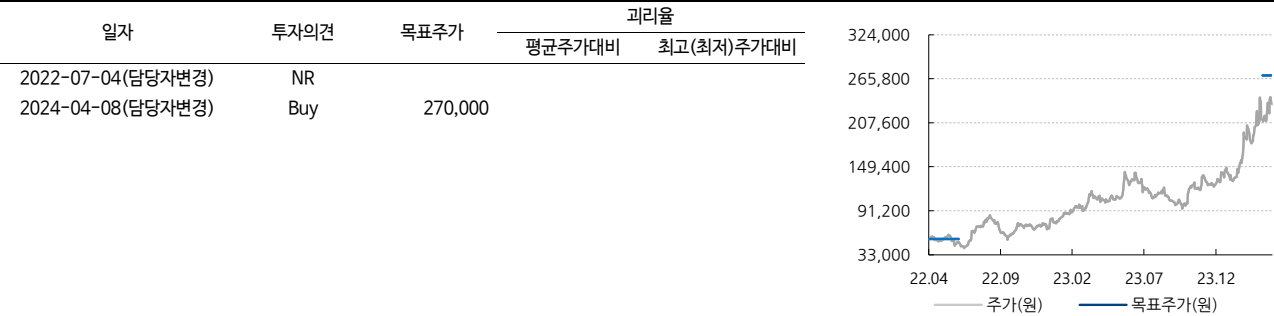 일자 투자의견 목표주가 괴리율
평균주가대비 최고(최저)주가대비
2022-07-04(담당자변경) NR
2024-04-08(담당자변경) Buy 270,000
324,000
265,800
207,600
149,400
91,200
33,000
22.04 22.09 23.02 23.07 23.12
주가(원) 목표주가(원)